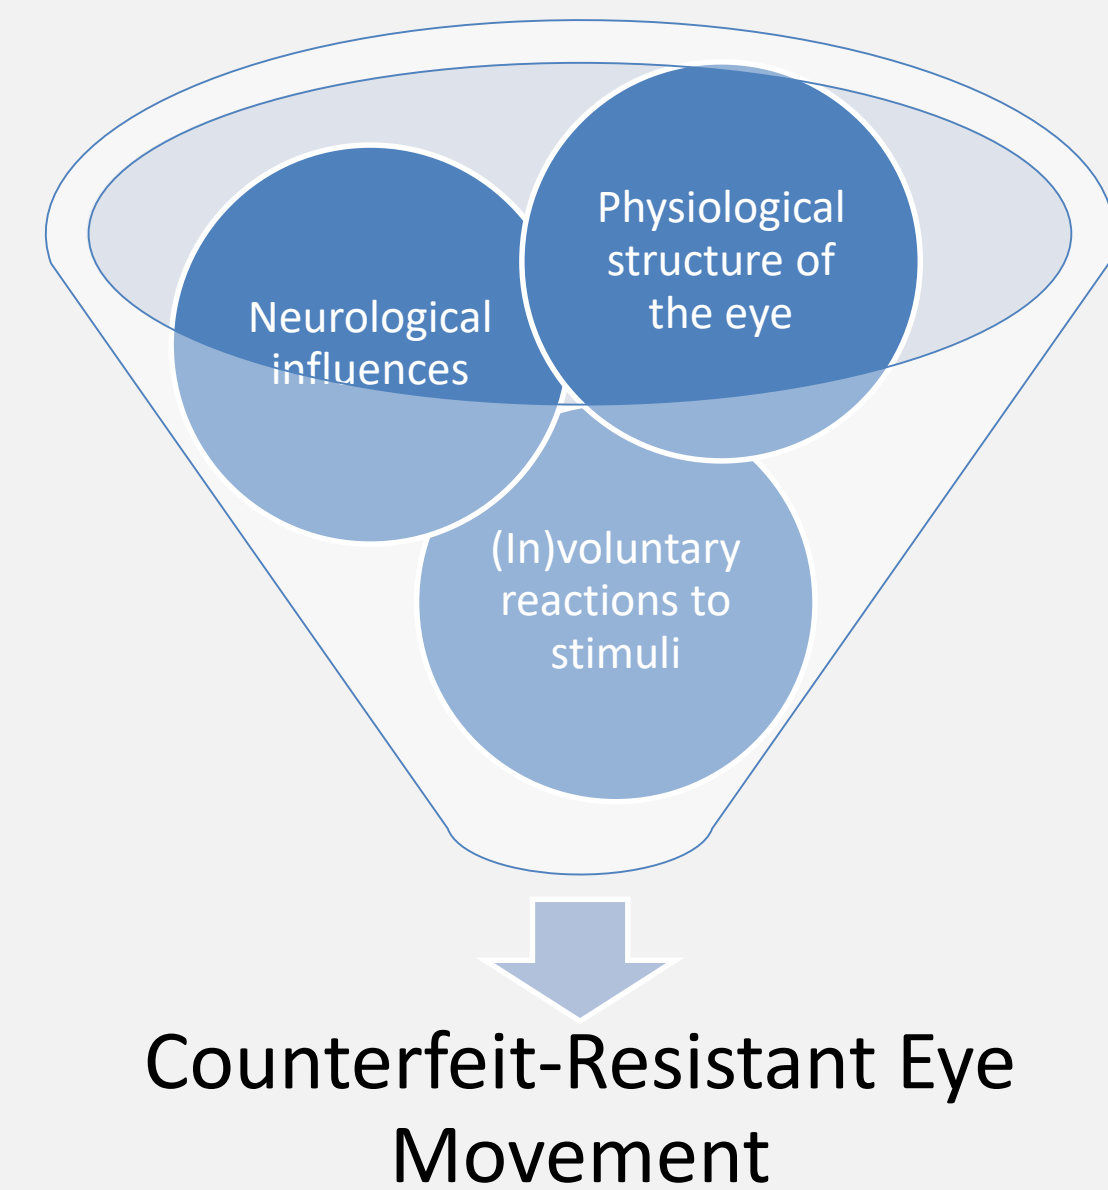 Physiological
structure of
the eye
Neurological
influences
(In)voluntary
reactions to
stimuli
Counterfeit-Resistant Eye
Movement